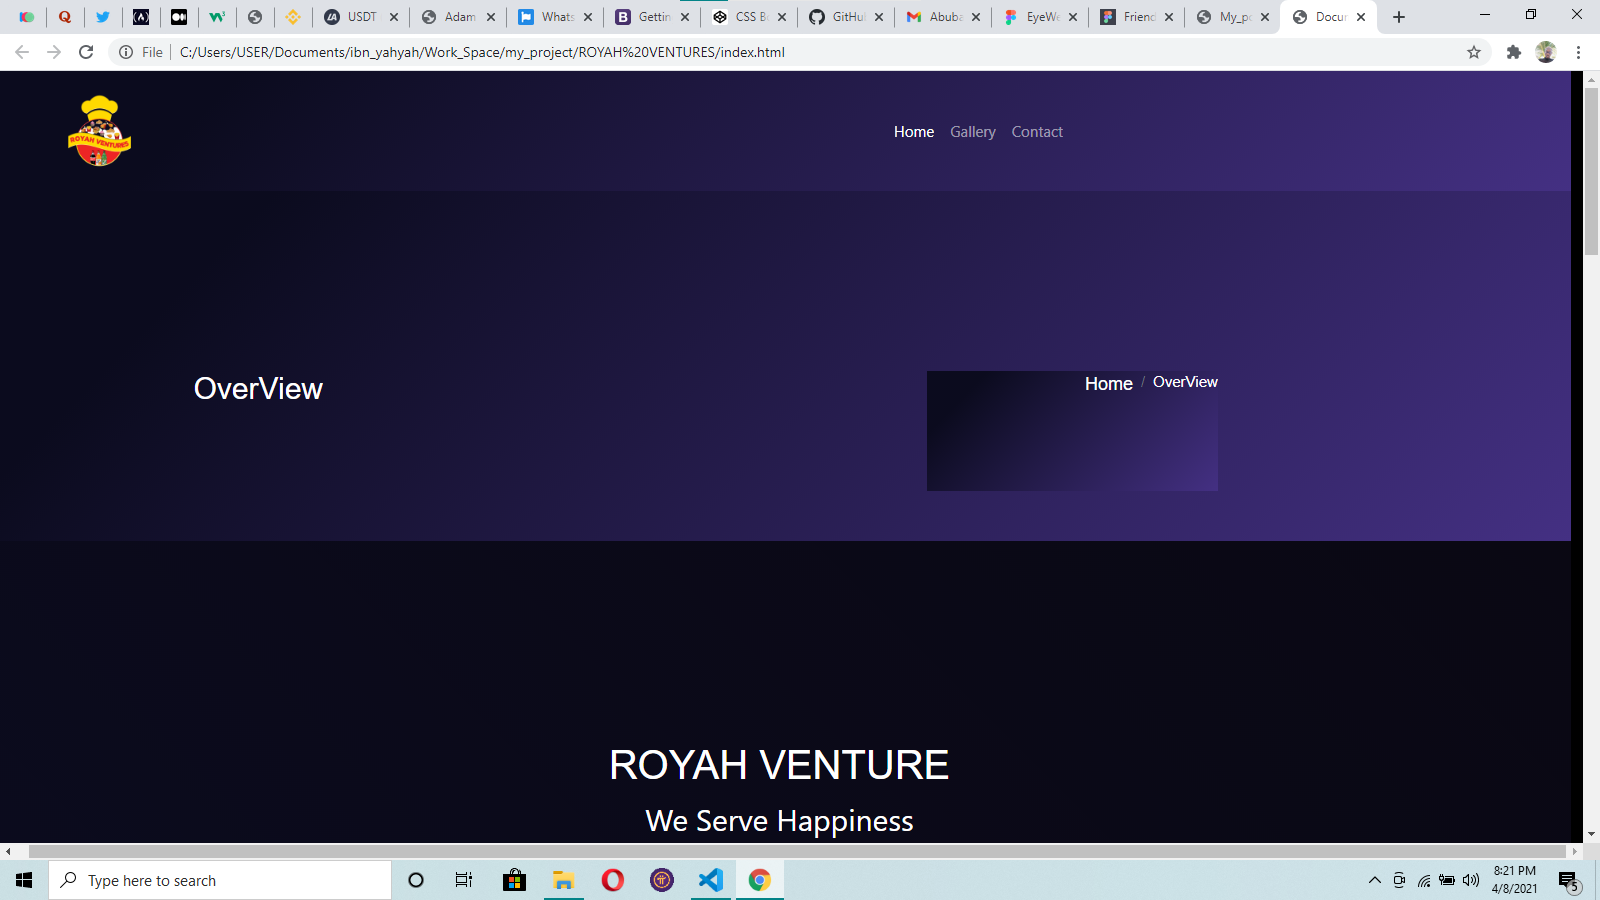 USDT
Adam
Whats
Gettin
CSS B
GitHu
Abuba
EyeWe
Friend
My_p
Docur
File
C:/Users/USER/Documents/ibn_yahyah/Work_Space/my_project/ROYAH%20VENTURES/index.html
ROYAH VENTURES
Home Gallery Contact
OverView
Home / OverView
ROYAH VENTURE
We Serve Happiness
Type here to search
8:21 PM
4/8/2021
5